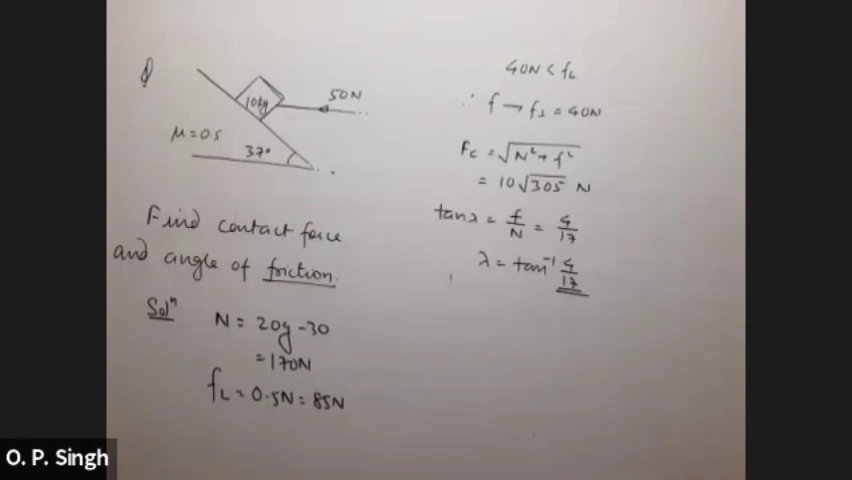 Q
10kg
50N
μ = 0.5
37°
Find contact force
and angle of friction.
Solⁿ
N = 20g - 30
= 170N
fL = 0.5N = 85N
40N < fL
∴ f → fs = 40N
Fc = √N² + f²
= 10√305 N
tanλ = f/N = 4/17
λ = tan⁻¹ 4/17
O. P. Singh